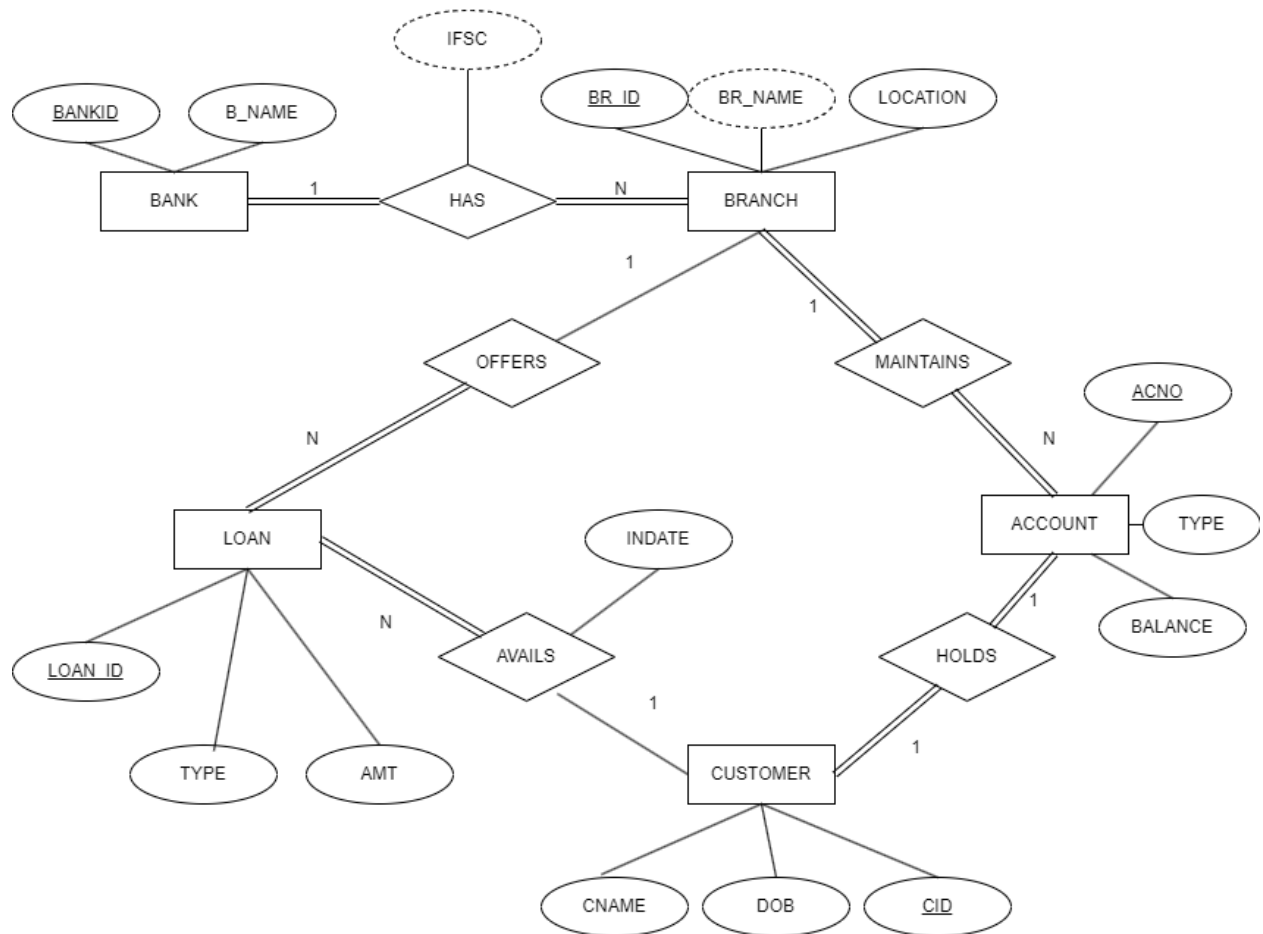 IFSC
BANKID
B_NAME
BR_ID
BR_NAME
LOCATION
BANK
1
HAS
N
BRANCH
1
1
OFFERS
MAINTAINS
ACNO
N
N
LOAN
INDATE
ACCOUNT
TYPE
N
1
BALANCE
LOAN_ID
AVAILS
HOLDS
1
1
TYPE
AMT
CUSTOMER
CNAME
DOB
CID